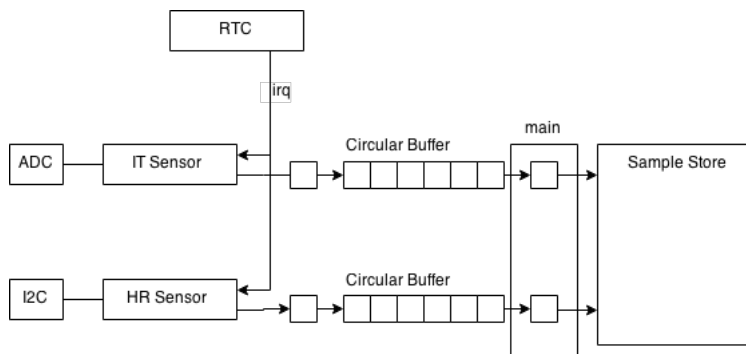 RTC
irq
main
Circular Buffer
ADC
IT Sensor
Sample Store
Circular Buffer
I2C
HR Sensor